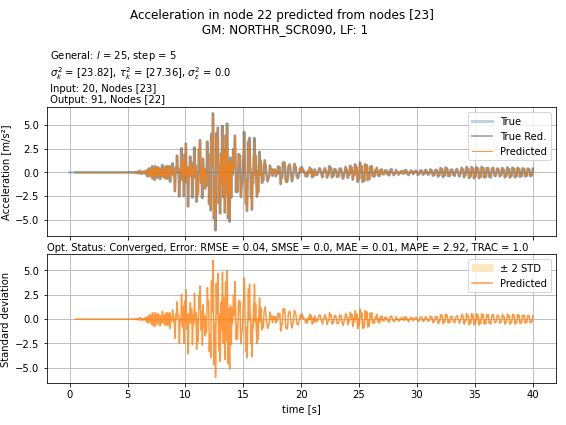 Acceleration in node 22 predicted from nodes [23]
GM: NORTHR_SCR090, LF: 1
General: l = 25, step = 5
σ²ₖ = [23.82], τ²ₖ = [27.36], σ²ε = 0.0
Input: 20, Nodes [23]
Output: 91, Nodes [22]
Acceleration [m/s²]
5.0
2.5
0.0
−2.5
−5.0
True
True Red.
Predicted
Opt. Status: Converged, Error: RMSE = 0.04, SMSE = 0.0, MAE = 0.01, MAPE = 2.92, TRAC = 1.0
Standard deviation
5.0
2.5
0.0
−2.5
−5.0
± 2 STD
Predicted
0 5 10 15 20 25 30 35 40
time [s]